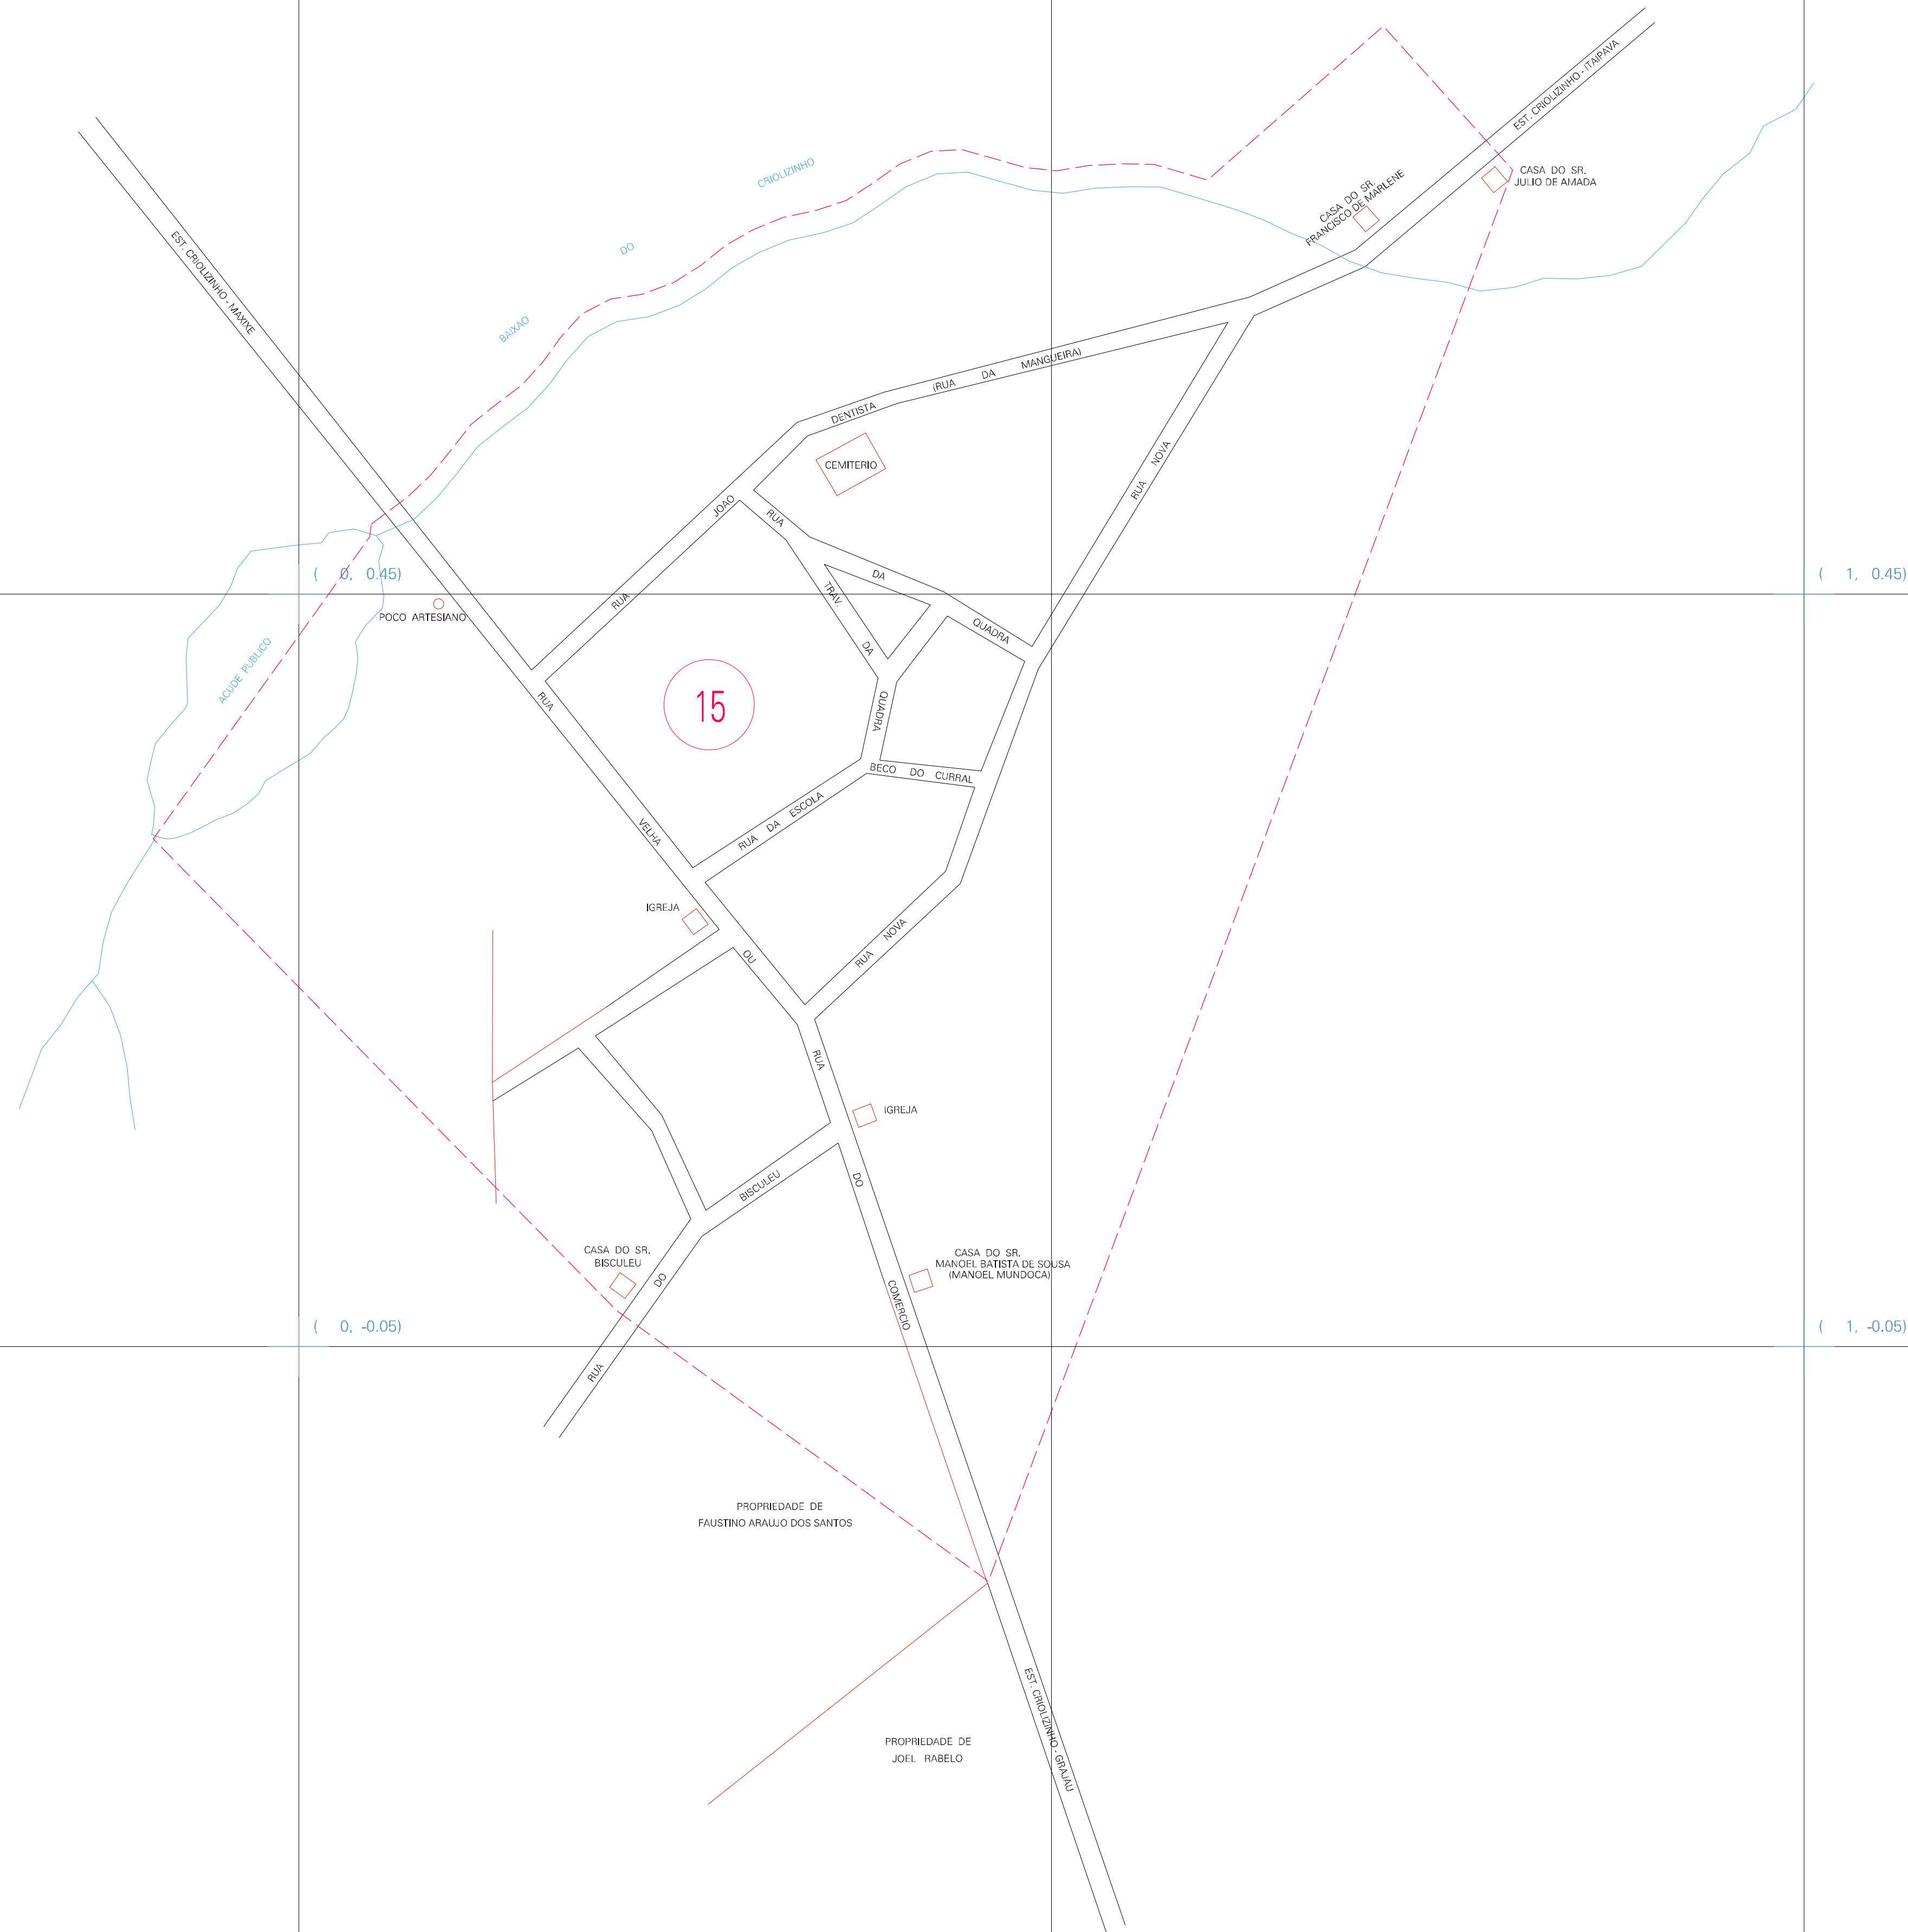 EST. CRIOLIZINHO - ITAIPAVA
CASA DO SR.
JULIO DE AMADA
CASA DO SR.
FRANCISCO DE MARLENE
CRIOLIZINHO
DO
BAIXAO
EST. CRIOLIZINHO - MAXIXE
(RUA DA MANGUEIRA)
DENTISTA
JOAO
RUA
CEMITERIO
RUA NOVA
RUA
DA
QUADRA
TRAV.
DA
QUADRA
( 0, 0.45)
( 1, 0.45)
POCO ARTESIANO
ACUDE PUBLICO
15
RUA
VELHA
OU
RUA
DO
COMERCIO
BECO DO CURRAL
RUA DA ESCOLA
RUA NOVA
IGREJA
IGREJA
BISCULEU
DO
RUA
CASA DO SR.
BISCULEU
CASA DO SR.
MANOEL BATISTA DE SOUSA
(MANOEL MUNDOCA)
( 0, -0.05)
( 1, -0.05)
PROPRIEDADE DE
FAUSTINO ARAUJO DOS SANTOS
EST. CRIOLIZINHO - GRAJAU
PROPRIEDADE DE
JOEL RABELO